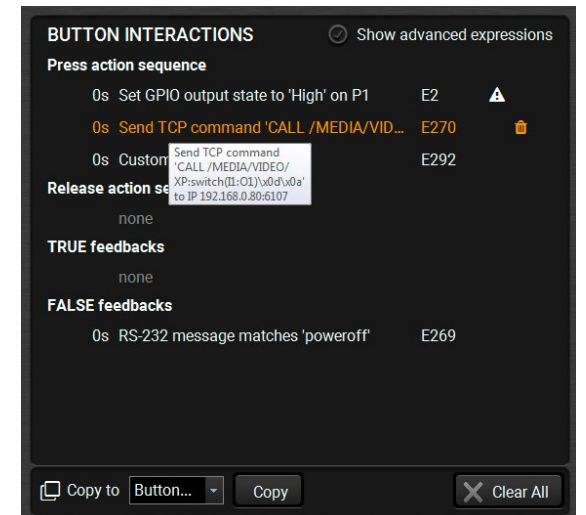 BUTTON INTERACTIONS Show advanced expressions
Press action sequence
0s Set GPIO output state to 'High' on P1 E2
0s Send TCP command 'CALL /MEDIA/VID... E270
0s Custom E292
Send TCP command
'CALL /MEDIA/VIDEO/
XP:switch(I1:O1)\x0d\x0a'
to IP 192.168.0.80:6107
Release action se
none
TRUE feedbacks
none
FALSE feedbacks
0s RS-232 message matches 'poweroff' E269
Copy to Button... Copy Clear All